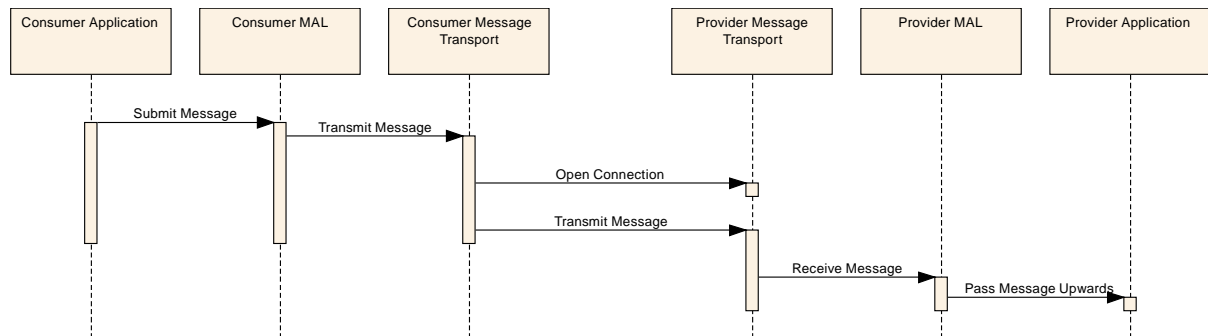 Consumer Application
Consumer MAL
Consumer Message
Transport
Provider Message
Transport
Provider MAL
Provider Application
Submit Message
Transmit Message
Open Connection
Transmit Message
Receive Message
Pass Message Upwards